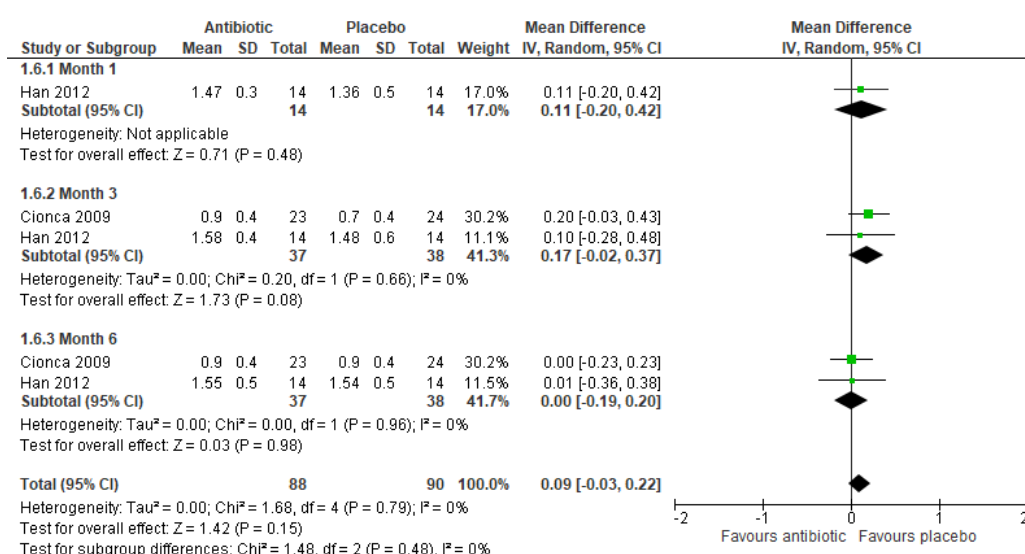 Antibiotic Placebo Mean Difference Mean Difference
Study or Subgroup Mean SD Total Mean SD Total Weight IV, Random, 95% CI IV, Random, 95% CI
1.6.1 Month 1
Han 2012 1.47 0.3 14 1.36 0.5 14 17.0% 0.11 [-0.20, 0.42]
Subtotal (95% CI) 14 14 17.0% 0.11 [-0.20, 0.42]
Heterogeneity: Not applicable
Test for overall effect: Z = 0.71 (P = 0.48)
1.6.2 Month 3
Cionca 2009 0.9 0.4 23 0.7 0.4 24 30.2% 0.20 [-0.03, 0.43]
Han 2012 1.58 0.4 14 1.48 0.6 14 11.1% 0.10 [-0.28, 0.48]
Subtotal (95% CI) 37 38 41.3% 0.17 [-0.02, 0.37]
Heterogeneity: Tau² = 0.00; Chi² = 0.20, df = 1 (P = 0.66); I² = 0%
Test for overall effect: Z = 1.73 (P = 0.08)
1.6.3 Month 6
Cionca 2009 0.9 0.4 23 0.9 0.4 24 30.2% 0.00 [-0.23, 0.23]
Han 2012 1.55 0.5 14 1.54 0.5 14 11.5% 0.01 [-0.36, 0.38]
Subtotal (95% CI) 37 38 41.7% 0.00 [-0.19, 0.20]
Heterogeneity: Tau² = 0.00; Chi² = 0.00, df = 1 (P = 0.96); I² = 0%
Test for overall effect: Z = 0.03 (P = 0.98)
Total (95% CI) 88 90 100.0% 0.09 [-0.03, 0.22]
Heterogeneity: Tau² = 0.00; Chi² = 1.68, df = 4 (P = 0.79); I² = 0%
Test for overall effect: Z = 1.42 (P = 0.15)
Test for subgroup differences: Chi² = 1.48, df = 2 (P = 0.48), I² = 0%
-2 -1 0 1 2
Favours antibiotic Favours placebo